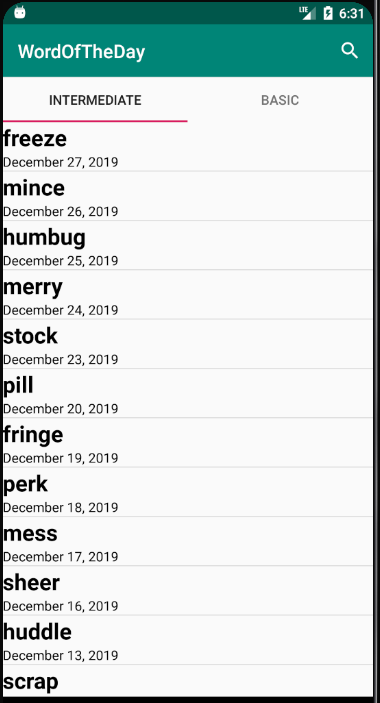 LTE 6:31
WordOfTheDay
INTERMEDIATE BASIC
freeze
December 27, 2019
mince
December 26, 2019
humbug
December 25, 2019
merry
December 24, 2019
stock
December 23, 2019
pill
December 20, 2019
fringe
December 19, 2019
perk
December 18, 2019
mess
December 17, 2019
sheer
December 16, 2019
huddle
December 13, 2019
scrap